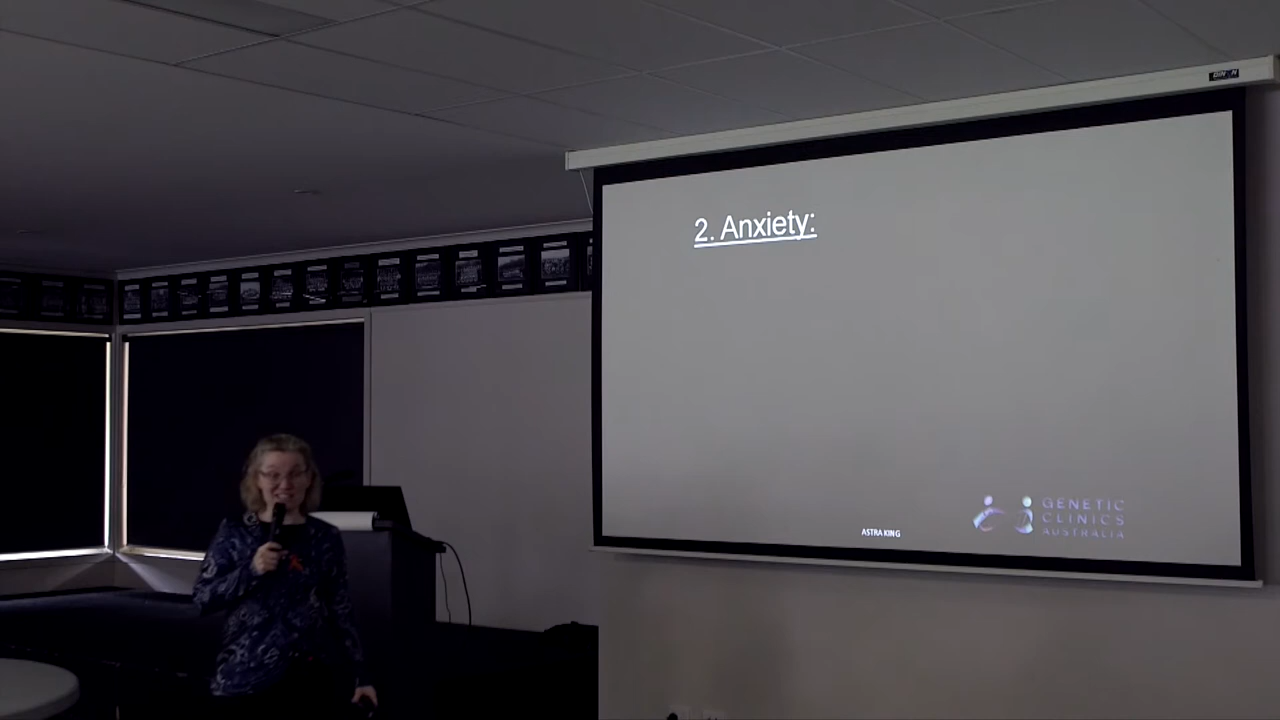 2. Anxiety:
ASTRA KING
GENETIC
CLINICS
AUSTRALIA